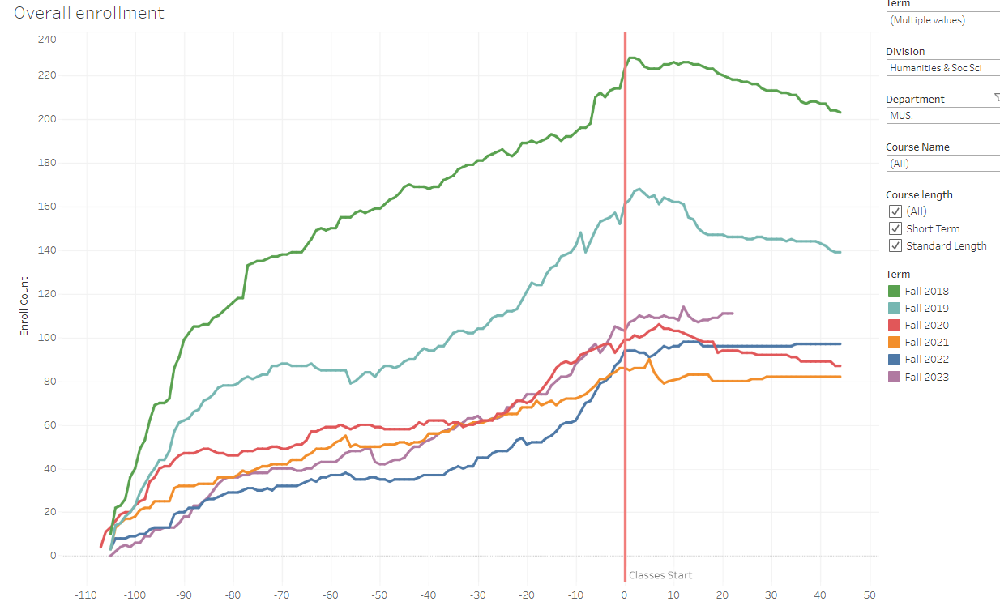 Overall enrollment
Enroll Count
240
220
200
180
160
140
120
100
80
60
40
20
0
-110 -100 -90 -80 -70 -60 -50 -40 -30 -20 -10 0 10 20 30 40 50
Classes Start
Term
(Multiple values)
Division
Humanities & Soc Sci
Department
MUS.
Course Name
(All)
Course length
(All)
Short Term
Standard Length
Term
Fall 2018
Fall 2019
Fall 2020
Fall 2021
Fall 2022
Fall 2023